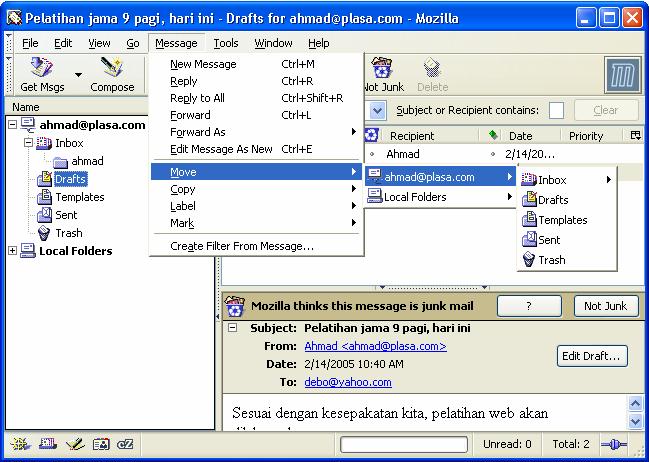 Pelatihan jama 9 pagi, hari ini - Drafts for ahmad@plasa.com - Mozilla
File Edit View Go Message Tools Window Help
Get Msgs Compose Not Junk Delete
Name
Subject or Recipient contains: Clear
Recipient Date Priority
Ahmad 2/14/20...
ahmad@plasa.com
Inbox
ahmad
Drafts
Templates
Sent
Trash
Local Folders
New Message Ctrl+M
Reply Ctrl+R
Reply to All Ctrl+Shift+R
Forward Ctrl+L
Forward As
Edit Message As New Ctrl+E
Move
Copy
Label
Mark
Create Filter From Message...
ahmad@plasa.com
Local Folders
Inbox
Drafts
Templates
Sent
Trash
Mozilla thinks this message is junk mail ? Not Junk
Subject: Pelatihan jama 9 pagi, hari ini
From: Ahmad <ahmad@plasa.com>
Date: 2/14/2005 10:40 AM
To: debo@yahoo.com
Edit Draft...
Sesuai dengan kesepakatan kita, pelatihan web akan
Unread: 0 Total: 2